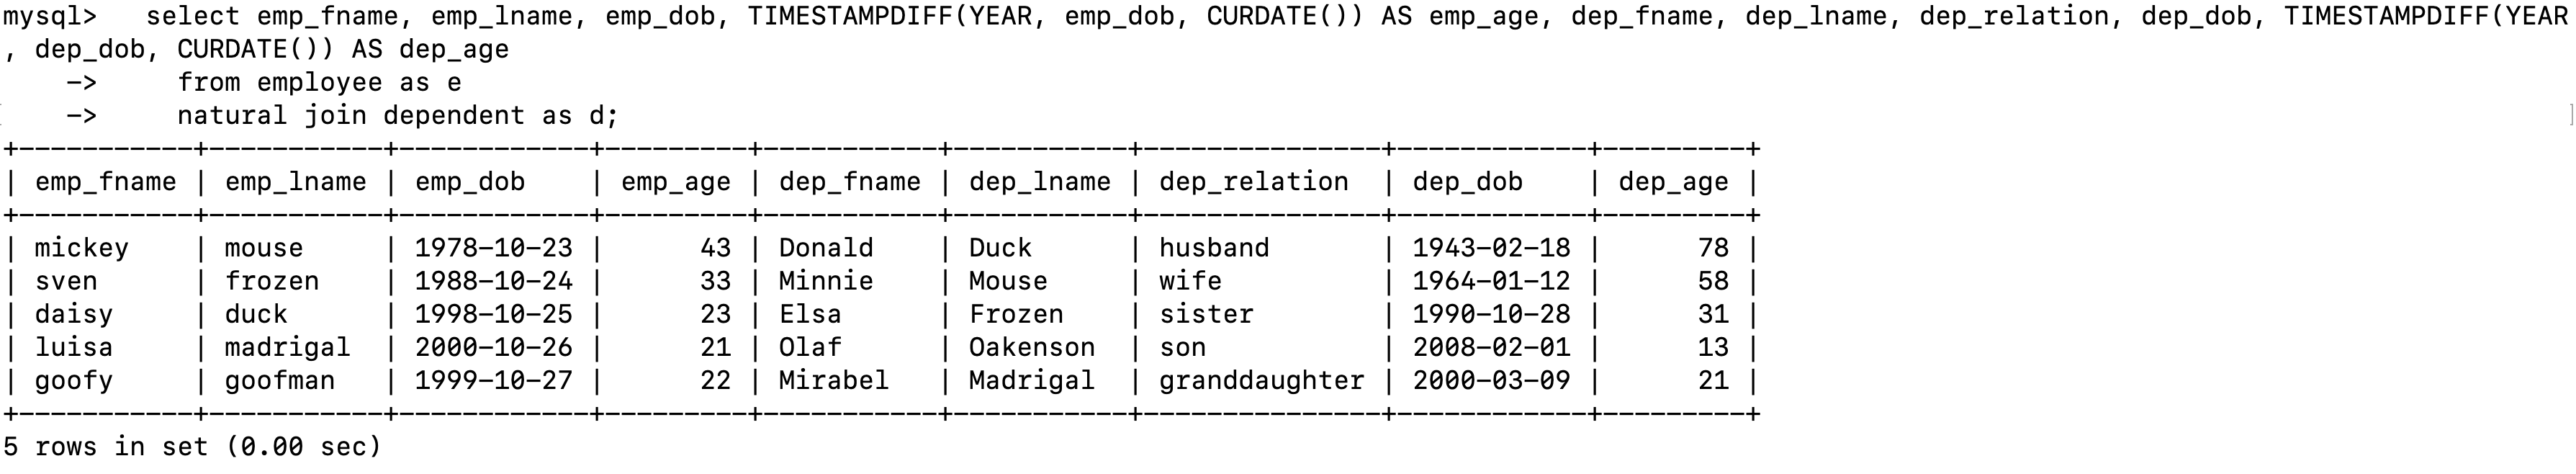 mysql>   select emp_fname, emp_lname, emp_dob, TIMESTAMPDIFF(YEAR, emp_dob, CURDATE()) AS emp_age, dep_fname, dep_lname, dep_relation, dep_dob, TIMESTAMPDIFF(YEAR
, dep_dob, CURDATE()) AS dep_age
    ->     from employee as e
[    ->     natural join dependent as d; ]
+-----------+-----------+------------+---------+-----------+-----------+---------------+------------+---------+
| emp_fname | emp_lname | emp_dob    | emp_age | dep_fname | dep_lname | dep_relation  | dep_dob    | dep_age |
+-----------+-----------+------------+---------+-----------+-----------+---------------+------------+---------+
| mickey    | mouse     | 1978-10-23 |      43 | Donald    | Duck      | husband       | 1943-02-18 |      78 |
| sven      | frozen    | 1988-10-24 |      33 | Minnie    | Mouse     | wife          | 1964-01-12 |      58 |
| daisy     | duck      | 1998-10-25 |      23 | Elsa      | Frozen    | sister        | 1990-10-28 |      31 |
| luisa     | madrigal  | 2000-10-26 |      21 | Olaf      | Oakenson  | son           | 2008-02-01 |      13 |
| goofy     | goofman   | 1999-10-27 |      22 | Mirabel   | Madrigal  | granddaughter | 2000-03-09 |      21 |
+-----------+-----------+------------+---------+-----------+-----------+---------------+------------+---------+
5 rows in set (0.00 sec)